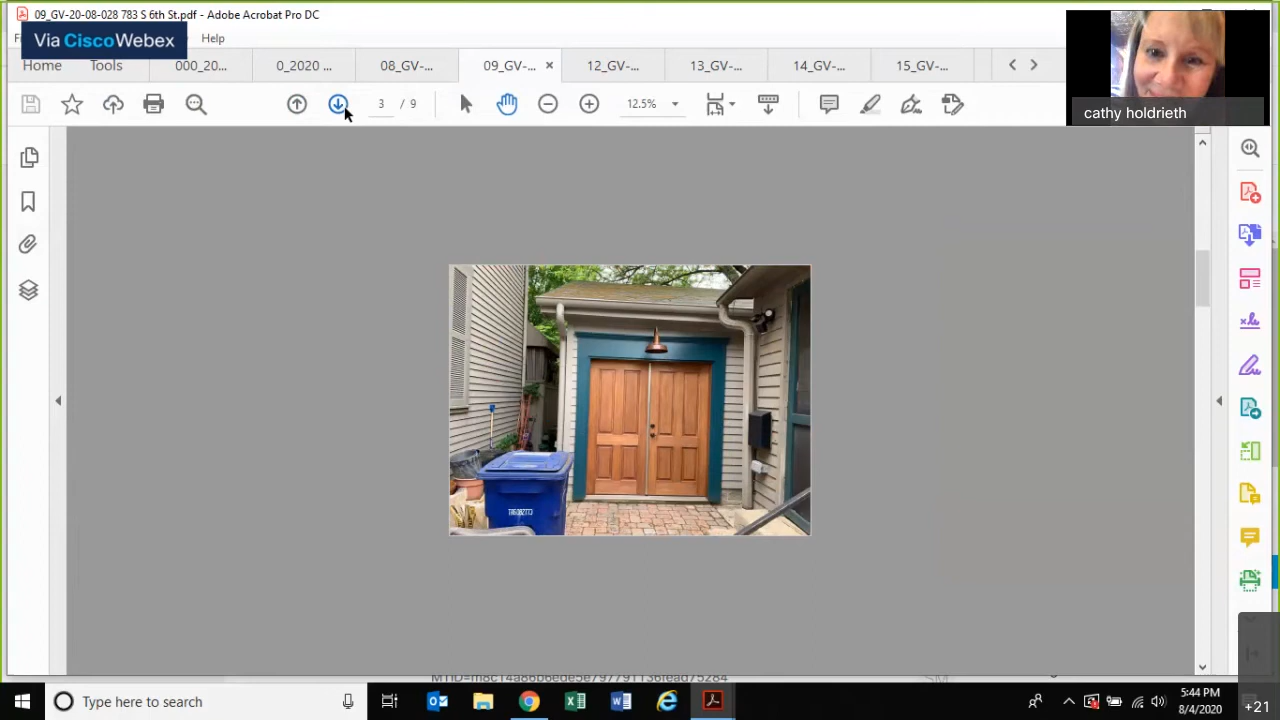 09_GV-20-08-028 783 S 6th St.pdf - Adobe Acrobat Pro DC
Via Cisco Webex
Help
Home
Tools
000_20...
0_2020 ...
08_GV-...
09_GV-...
12_GV-...
13_GV-...
14_GV-...
15_GV-...
3 / 9
12.5%
cathy holdrieth
MTID=m8c14a86b6ede5e797791136fead75284
Type here to search
5:44 PM
8/4/2020
+21